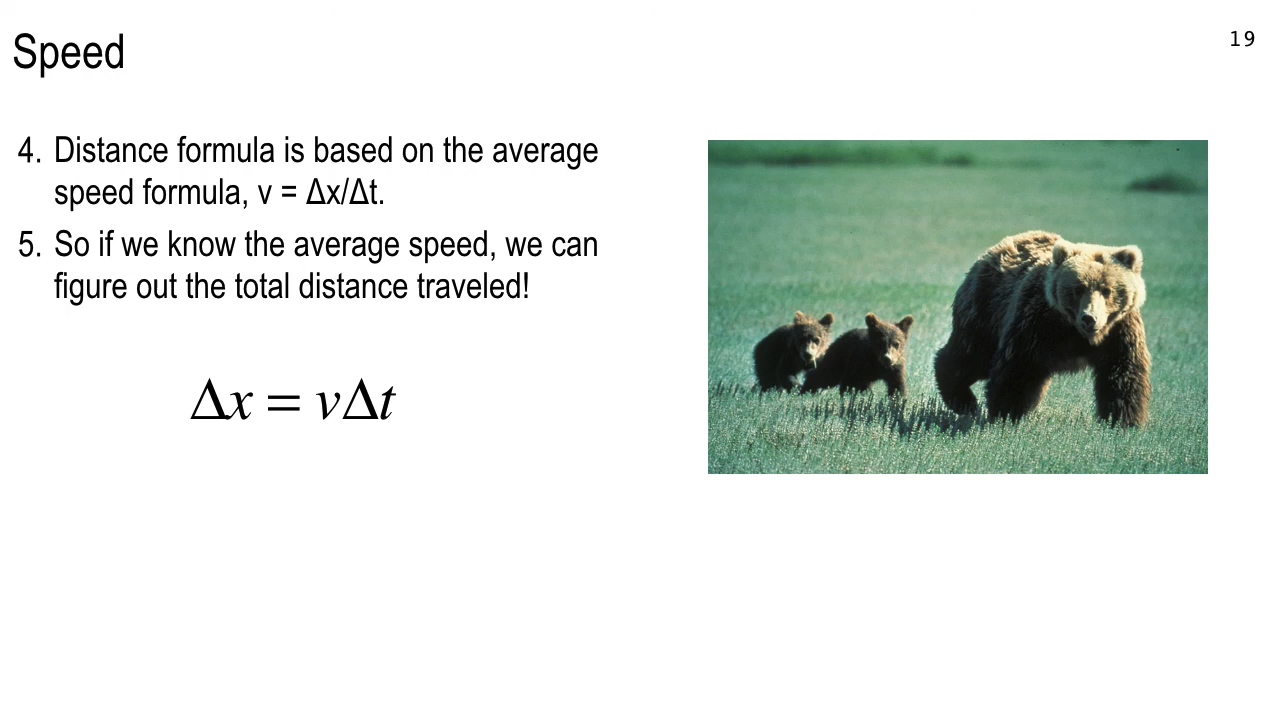 Speed
19
4. Distance formula is based on the average
speed formula, v = Δx/Δt.
5. So if we know the average speed, we can
figure out the total distance traveled!
Δx = vΔt